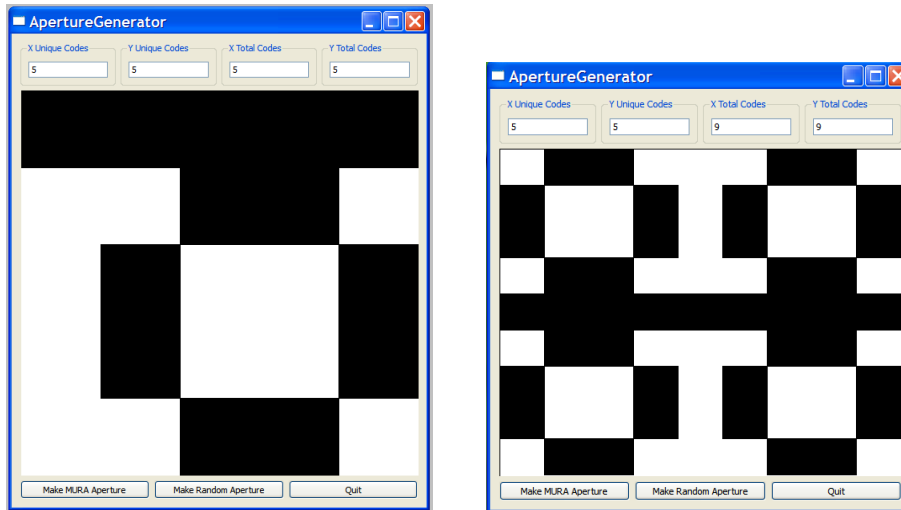 ApertureGenerator
X Unique Codes Y Unique Codes X Total Codes Y Total Codes
5 5 5 5
Make MURA Aperture Make Random Aperture Quit
ApertureGenerator
X Unique Codes Y Unique Codes X Total Codes Y Total Codes
5 5 9 9
Make MURA Aperture Make Random Aperture Quit